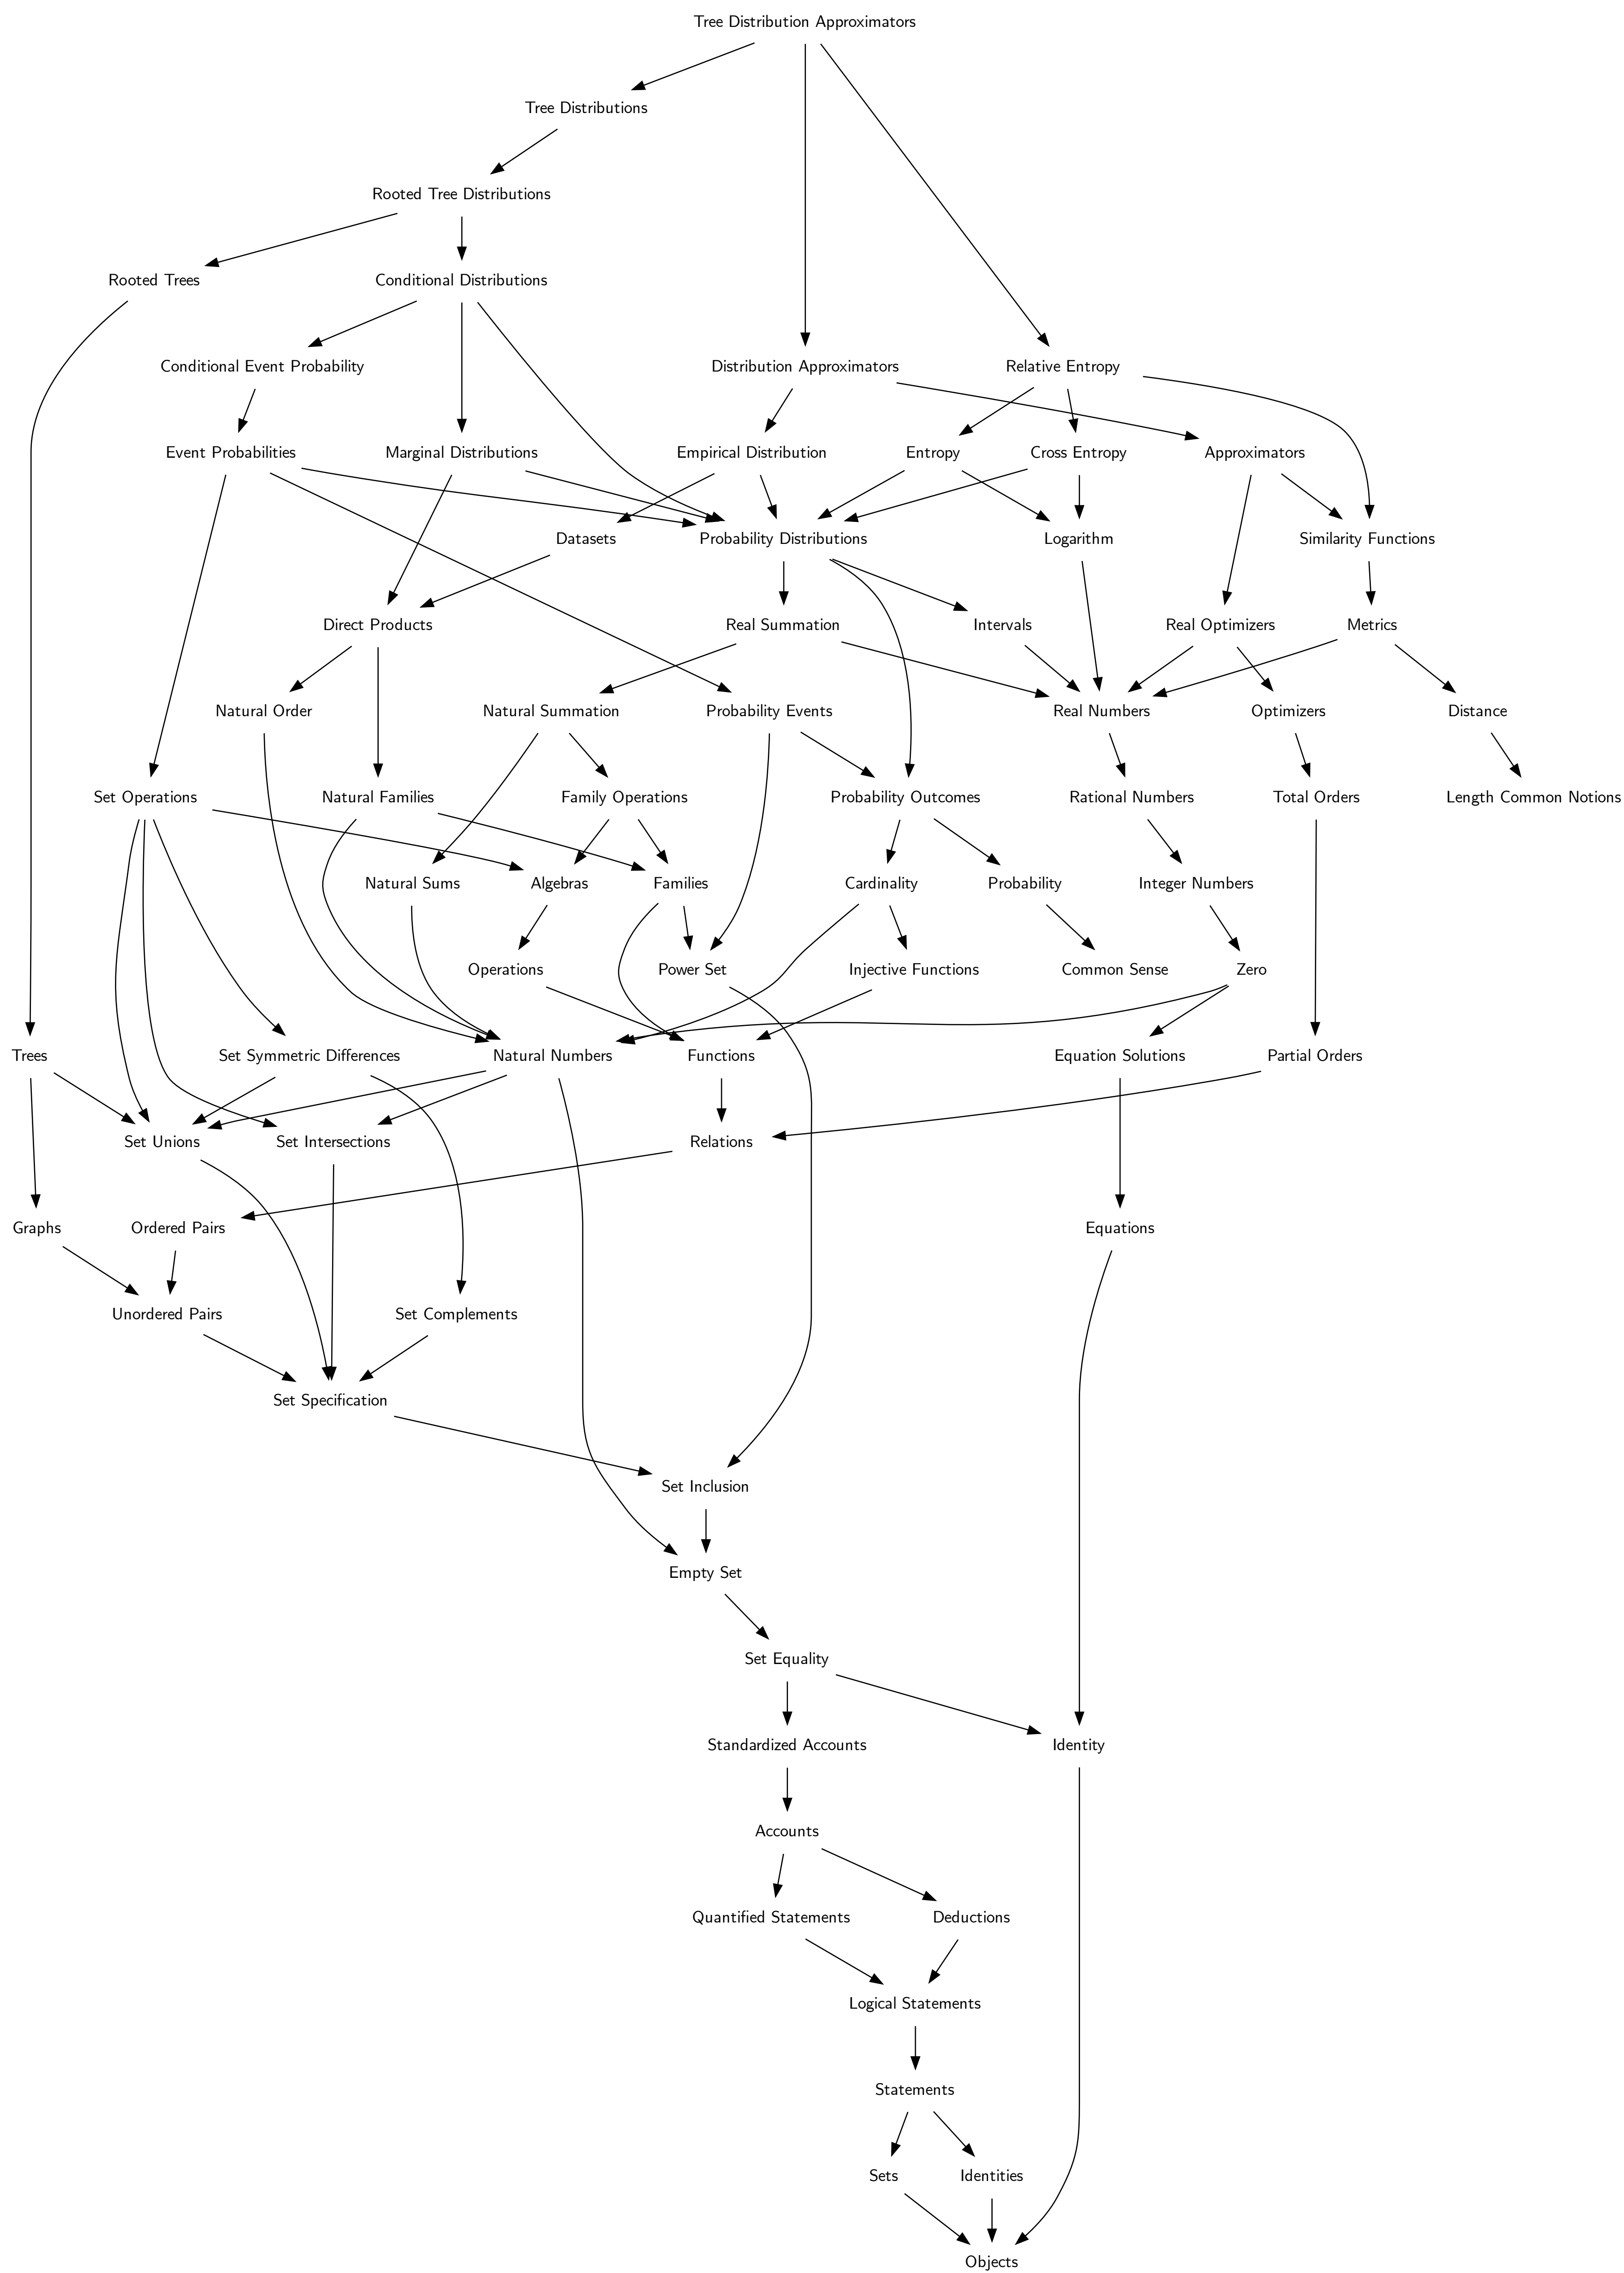 Tree Distribution Approximators
Tree Distributions
Rooted Tree Distributions
Rooted Trees
Conditional Distributions
Conditional Event Probability
Distribution Approximators
Relative Entropy
Event Probabilities
Marginal Distributions
Empirical Distribution
Entropy
Cross Entropy
Approximators
Datasets
Probability Distributions
Logarithm
Similarity Functions
Direct Products
Real Summation
Intervals
Real Optimizers
Metrics
Natural Order
Natural Summation
Probability Events
Real Numbers
Optimizers
Distance
Set Operations
Natural Families
Family Operations
Probability Outcomes
Rational Numbers
Total Orders
Length Common Notions
Natural Sums
Algebras
Families
Cardinality
Probability
Integer Numbers
Operations
Power Set
Injective Functions
Common Sense
Zero
Trees
Set Symmetric Differences
Natural Numbers
Functions
Equation Solutions
Partial Orders
Set Unions
Set Intersections
Relations
Graphs
Ordered Pairs
Equations
Unordered Pairs
Set Complements
Set Specification
Set Inclusion
Empty Set
Set Equality
Standardized Accounts
Identity
Accounts
Quantified Statements
Deductions
Logical Statements
Statements
Sets
Identities
Objects